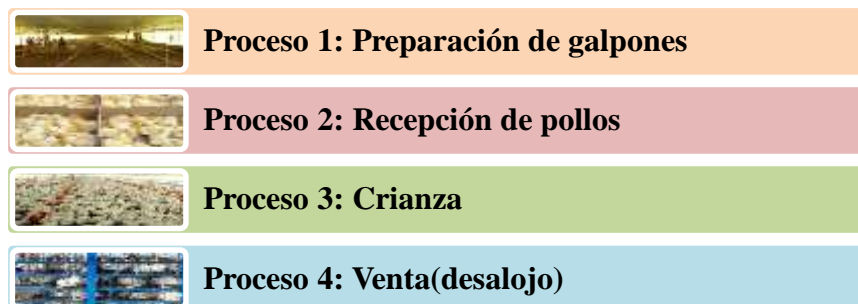 Proceso 1: Preparación de galpones
Proceso 2: Recepción de pollos
Proceso 3: Crianza
Proceso 4: Venta(desalojo)